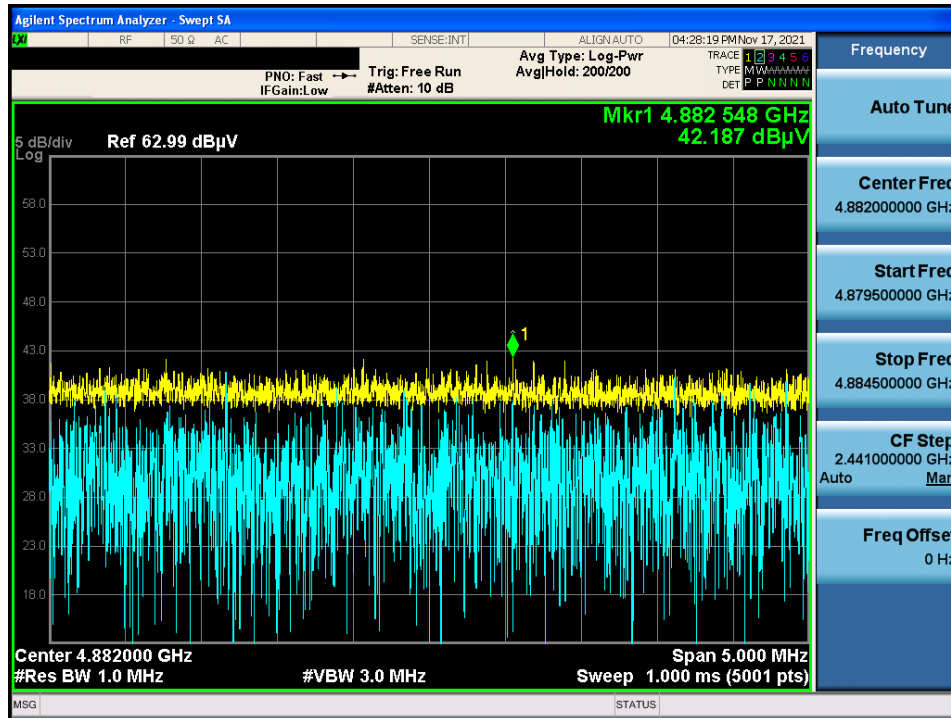 Agilent Spectrum Analyzer - Swept SA
LXI RF 50 Ω AC SENSE:INT ALIGN AUTO 04:28:19 PM Nov 17, 2021
PNO: Fast
IFGain:Low
Trig: Free Run
#Atten: 10 dB
Avg Type: Log-Pwr
Avg|Hold: 200/200
TRACE 1 2 3 4 5 6
TYPE M W W W W W
DET P P N N N N
Mkr1 4.882 548 GHz
42.187 dBµV
5 dB/div Ref 62.99 dBµV
Log
58.0
53.0
48.0
43.0
38.0
33.0
28.0
23.0
18.0
1
Center 4.882000 GHz Span 5.000 MHz
#Res BW 1.0 MHz #VBW 3.0 MHz Sweep 1.000 ms (5001 pts)
MSG STATUS
Frequency
Auto Tune
Center Freq
4.882000000 GHz
Start Freq
4.879500000 GHz
Stop Freq
4.884500000 GHz
CF Step
2.441000000 GHz
Auto Man
Freq Offset
0 Hz